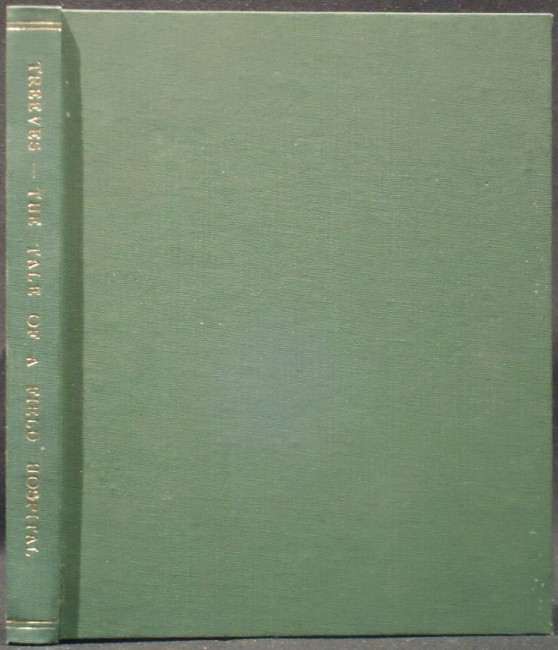 TREEVES — THE TALE OF A FIELD HOSPITAL